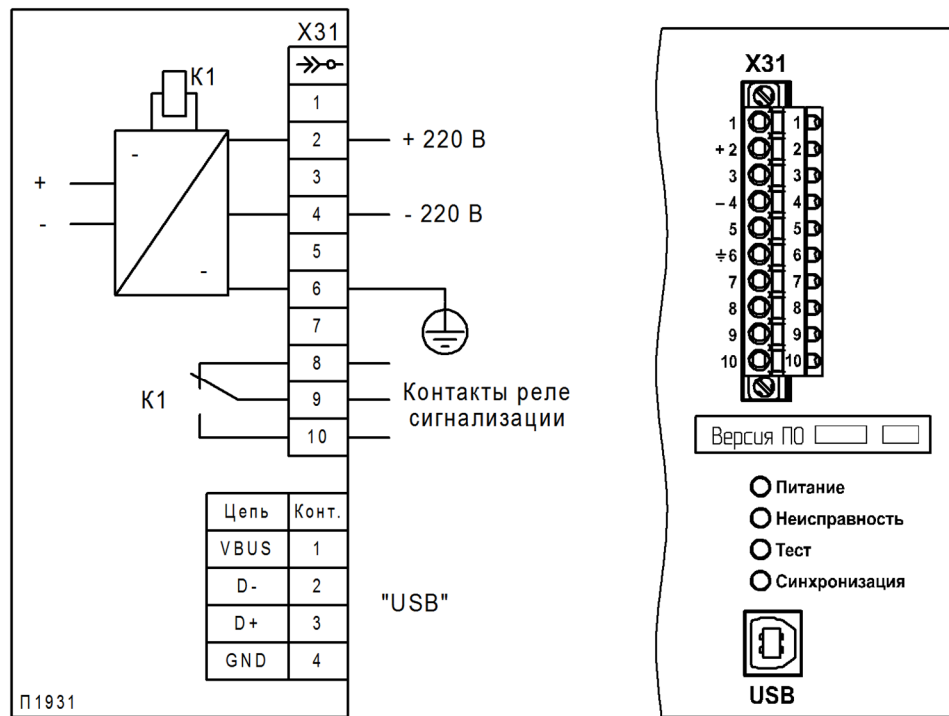 X31
К1
1
2
+ 220 В
3
+
-
-
4
- 220 В
5
-
6
7
8
К1
9
Контакты реле
сигнализации
10
Цепь Конт.
VBUS 1
D- 2
D+ 3
GND 4
"USB"
П1931
X31
1 1
+ 2 2
3 3
– 4 4
5 5
⏚ 6 6
7 7
8 8
9 9
10 10
Версия ПО
Питание
Неисправность
Тест
Синхронизация
USB